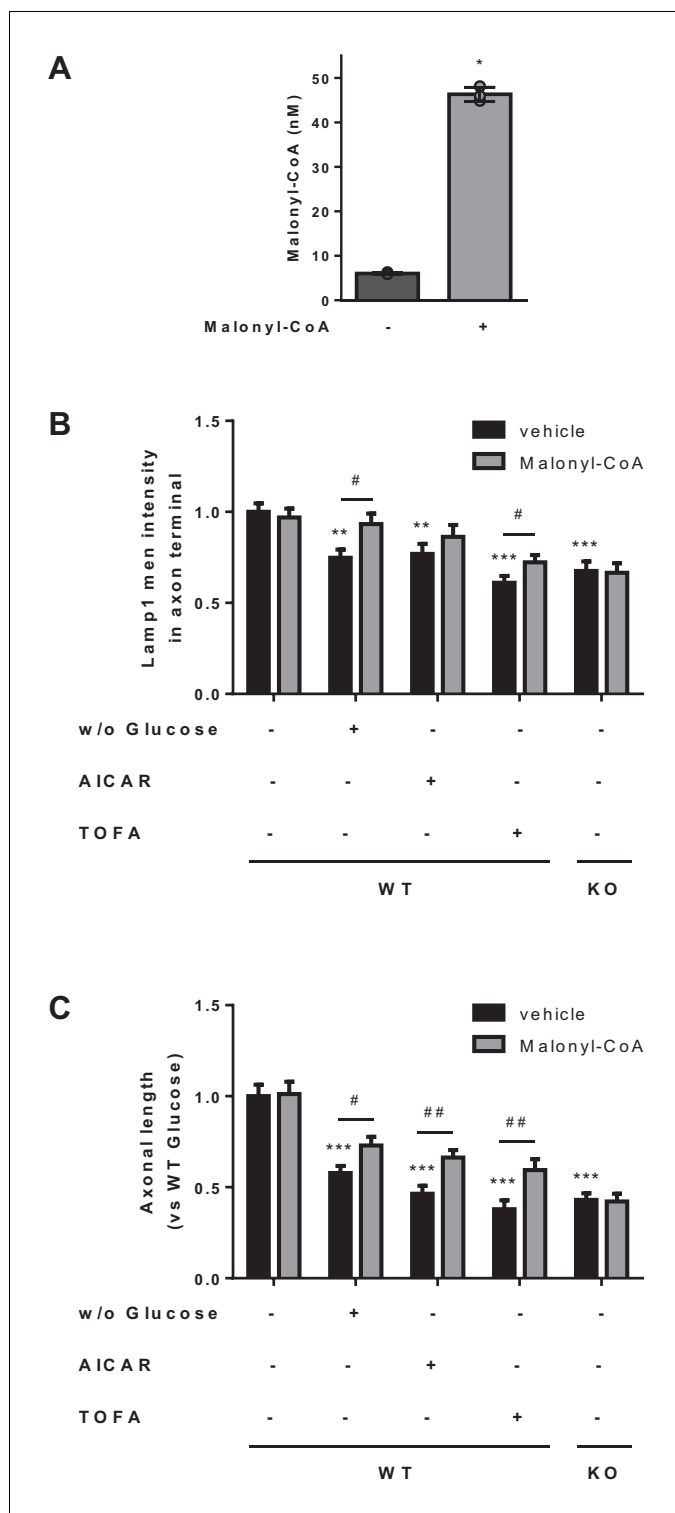 A
Malonyl-CoA (nM)
50
40
30
20
10
0
*
Malonyl-CoA - +
B
Lamp1 men intensity
in axon terminal
1.5
1.0
0.5
0.0
vehicle
Malonyl-CoA
# #
** ** *** ***
w/o Glucose - + - - -
AICAR - - + - -
TOFA - - - + -
WT KO
C
Axonal length
(vs WT Glucose)
1.5
1.0
0.5
0.0
vehicle
Malonyl-CoA
# ## ##
*** *** *** ***
w/o Glucose - + - - -
AICAR - - + - -
TOFA - - - + -
WT KO